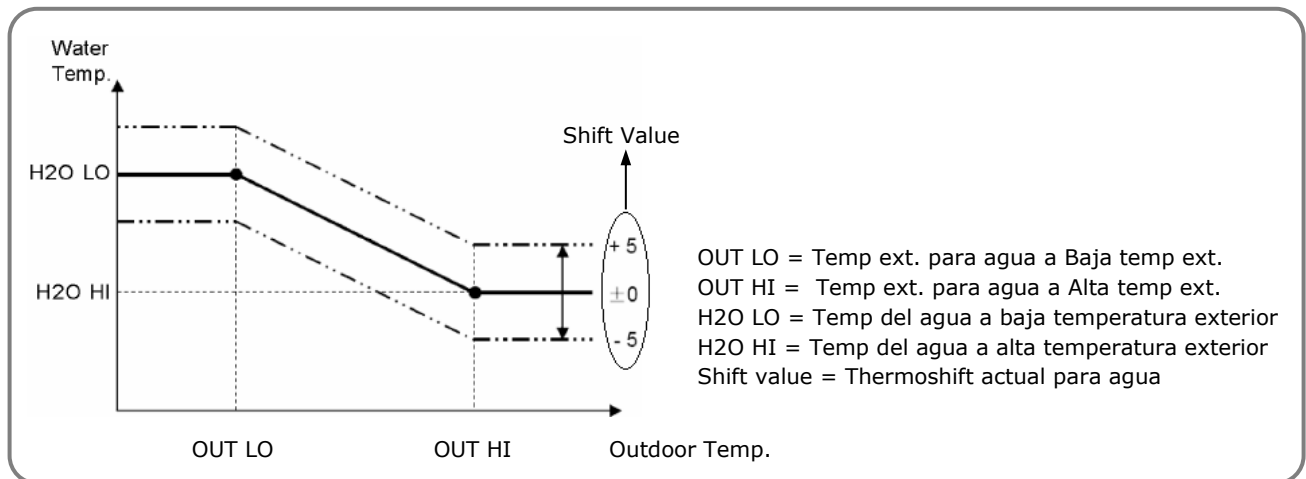 Water
Temp.
Shift Value
H2O LO
+ 5
OUT LO = Temp ext. para agua a Baja temp ext.
OUT HI = Temp ext. para agua a Alta temp ext.
H2O HI
±0
H2O LO = Temp del agua a baja temperatura exterior
H2O HI = Temp del agua a alta temperatura exterior
- 5
Shift value = Thermoshift actual para agua
OUT LO
OUT HI
Outdoor Temp.